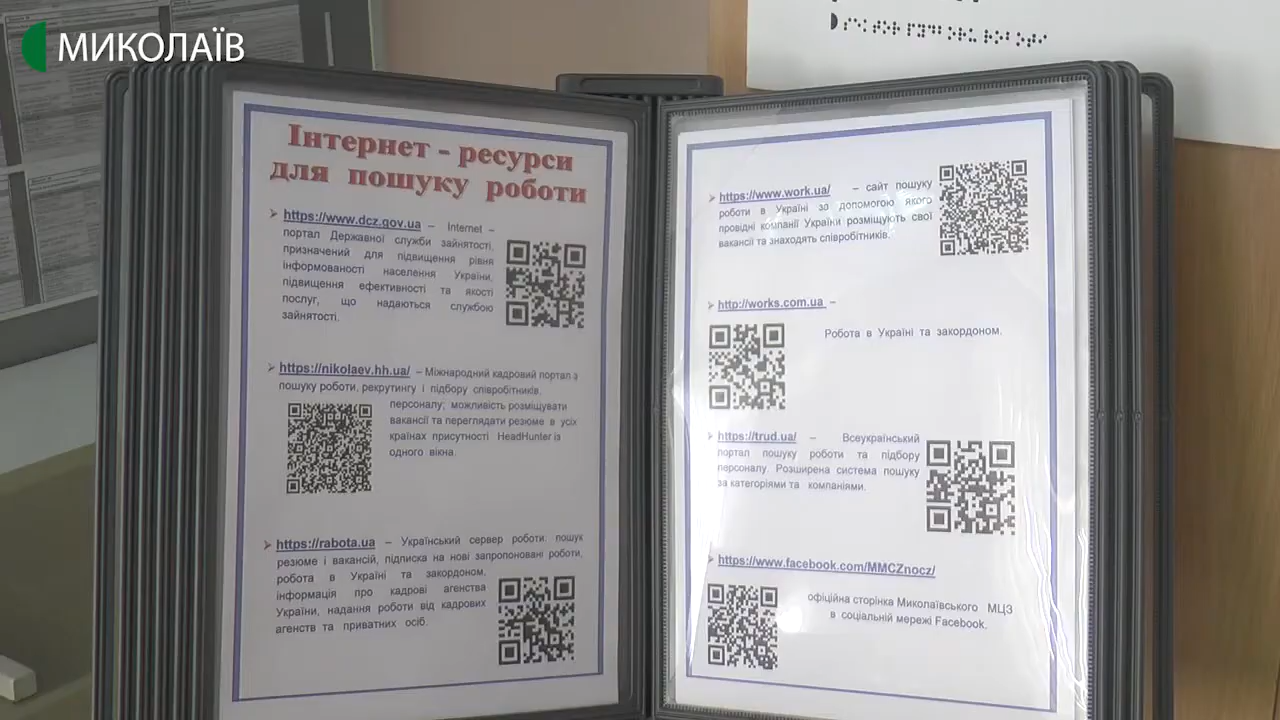 МИКОЛАЇВ
Інтернет - ресурси
для пошуку роботи
https://www.dcz.gov.ua – Internet –
портал Державної служби зайнятості,
призначений для підвищення рівня
інформованості населення України,
підвищення ефективності та якості
послуг, що надаються службою
зайнятості.
https://nikolaev.hh.ua/ – Міжнародний кадровий портал з
пошуку роботи, рекрутингу і підбору співробітників.
персоналу; можливість розміщувати
вакансії та переглядати резюме в усіх
країнах присутності HeadHunter із
одного вікна.
https://rabota.ua – Український сервер роботи: пошук
резюме і вакансій, підписка на нові запропоновані роботи,
робота в Україні та закордоном,
інформація про кадрові агенства
України, надання роботи від кадрових
агенств та приватних осіб.
https://www.work.ua/ – сайт пошуку
роботи в Україні зо допомогою якого
провідні компанії України розміщують свої
вакансії та знаходять співробітників.
http://works.com.ua –
Робота в Україні та закордоном.
https://trud.ua/ – Всеукраїнський
портал пошуку роботи та підбору
персоналу. Розширена система пошуку
за категоріями та компаніями.
https://www.facebook.com/MMCZnocz/
офіційна сторінка Миколаївського МЦЗ
в соціальній мережі Facebook.